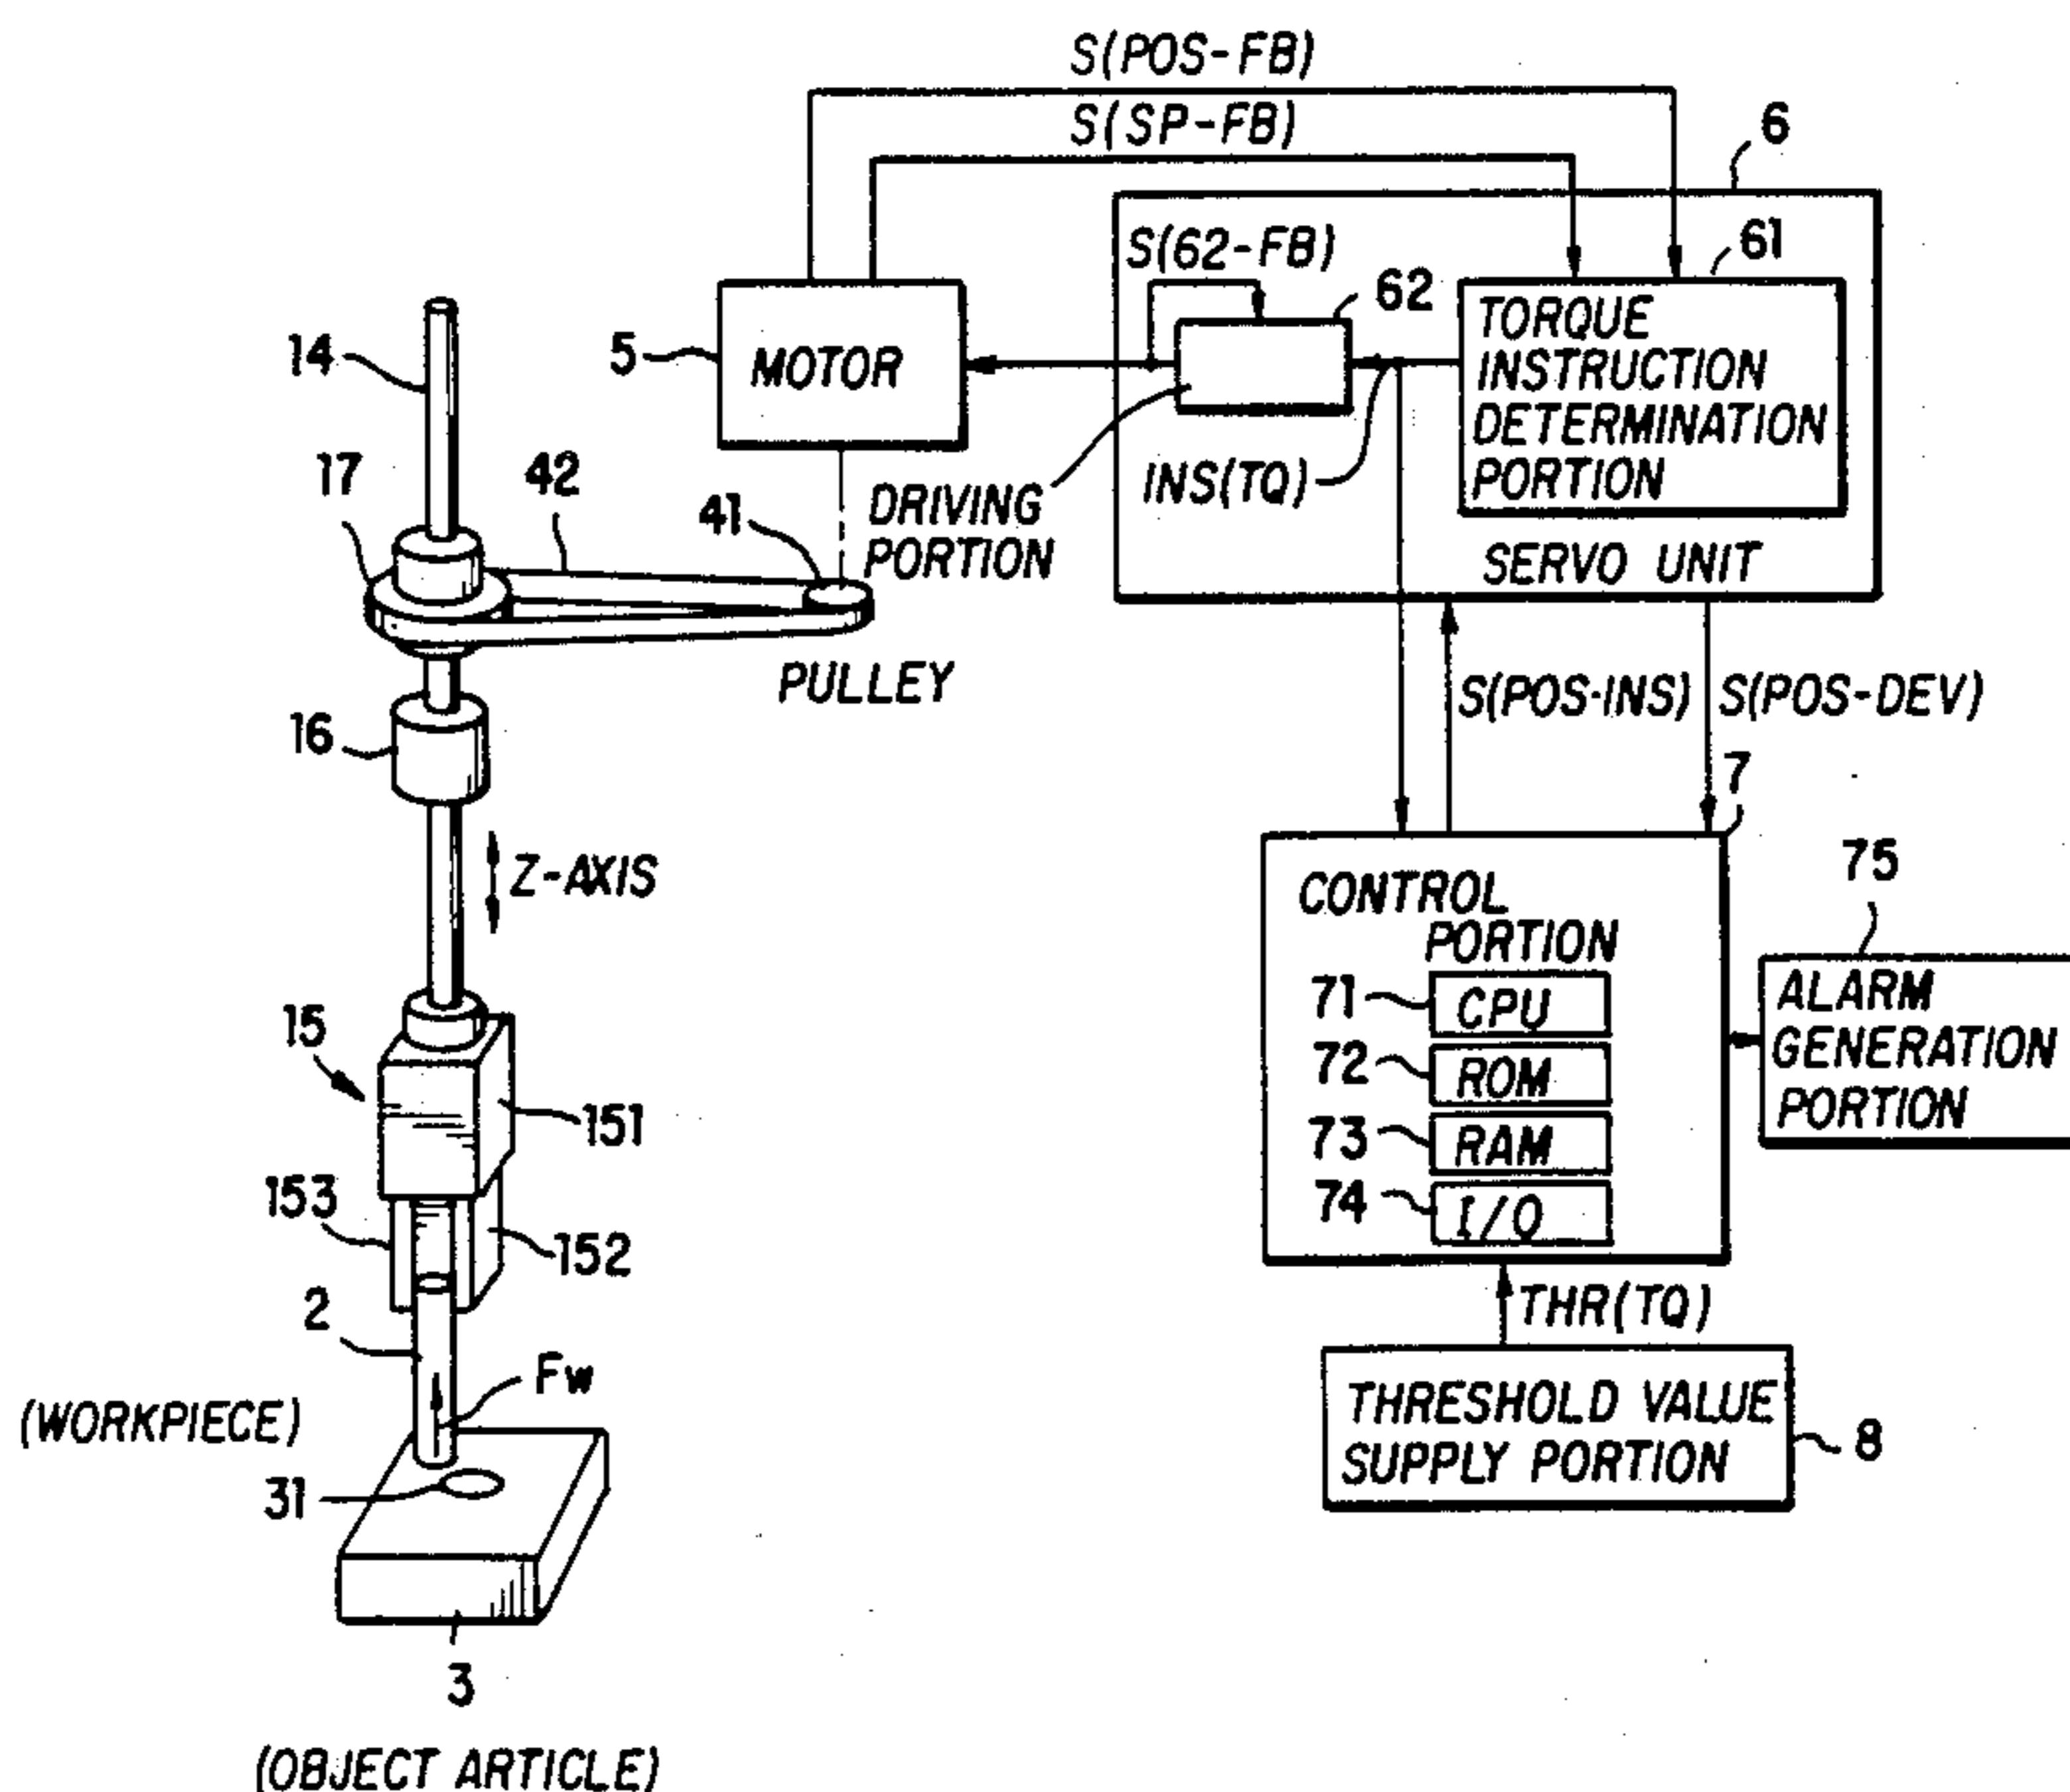 S(POS-FB)
S(SP-FB)
6
S(62-FB)
61
62
TORQUE
INSTRUCTION
DETERMINATION
PORTION
14
5
MOTOR
17
42
41
DRIVING
PORTION
INS(TQ)
SERVO UNIT
PULLEY
S(POS-INS)
S(POS-DEV)
16
7
Z-AXIS
CONTROL
PORTION
75
71
CPU
ALARM
GENERATION
PORTION
72
ROM
73
RAM
74
I/O
15
151
153
152
2
THR(TQ)
Fw
THRESHOLD VALUE
SUPPLY PORTION
8
(WORKPIECE)
31
3
(OBJECT ARTICLE)